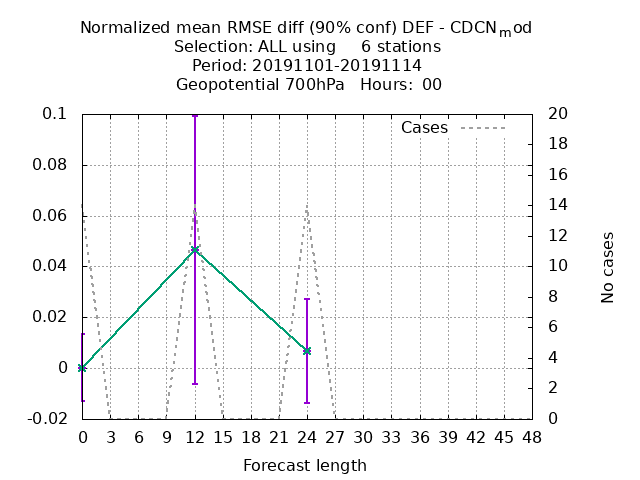 Normalized mean RMSE diff (90% conf) DEF - CDCNmod
Selection: ALL using     6 stations
Period: 20191101-20191114
Geopotential 700hPa   Hours:  00
Cases
0.1
0.08
0.06
0.04
0.02
0
-0.02
20
18
16
14
12
10
8
6
4
2
0
No cases
0 3 6 9 12 15 18 21 24 27 30 33 36 39 42 45 48
Forecast length